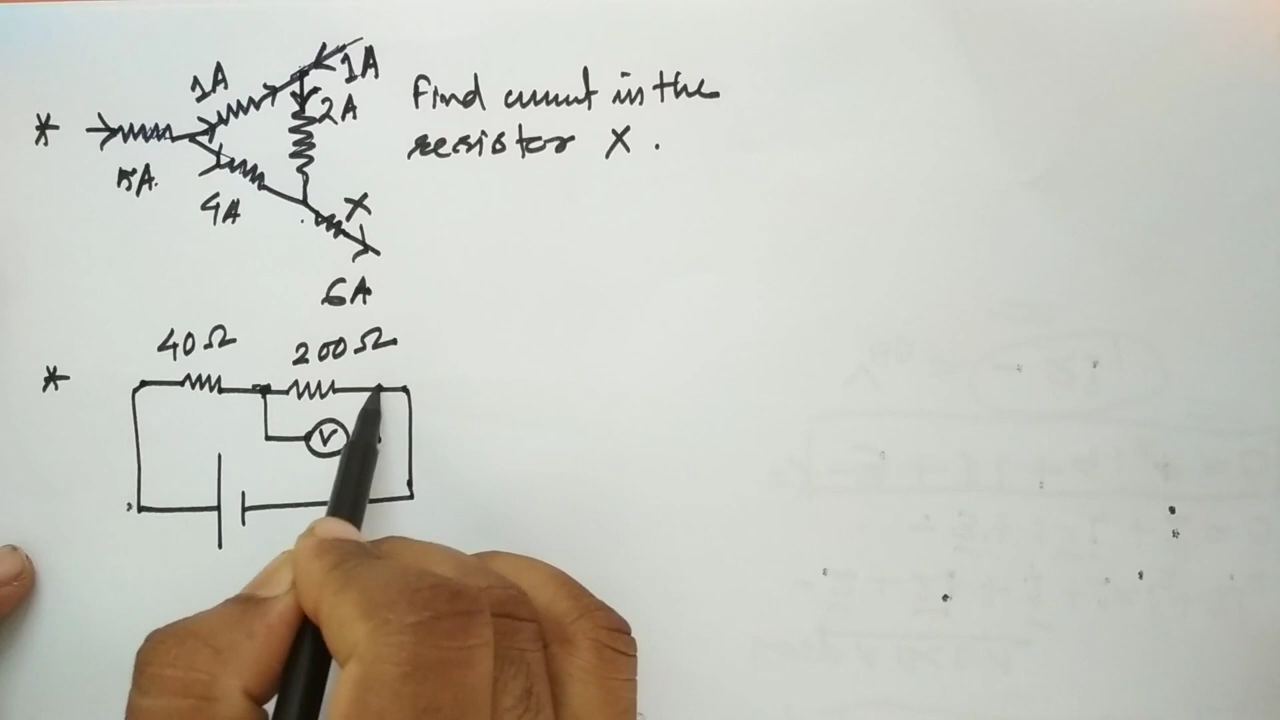 * 1A 1A Find current in the
2A resistor X.
5A.
4A X
6A
40Ω 200Ω
*
V